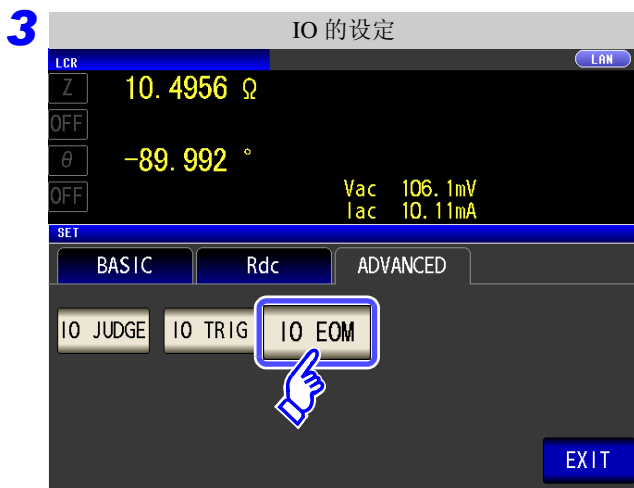 3 IO 的设定
LCR LAN
Z 10.4956 Ω
OFF
θ -89.992 °
OFF Vac 106.1mV
Iac 10.11mA
SET
BASIC Rdc ADVANCED
IO JUDGE IO TRIG IO EOM
EXIT